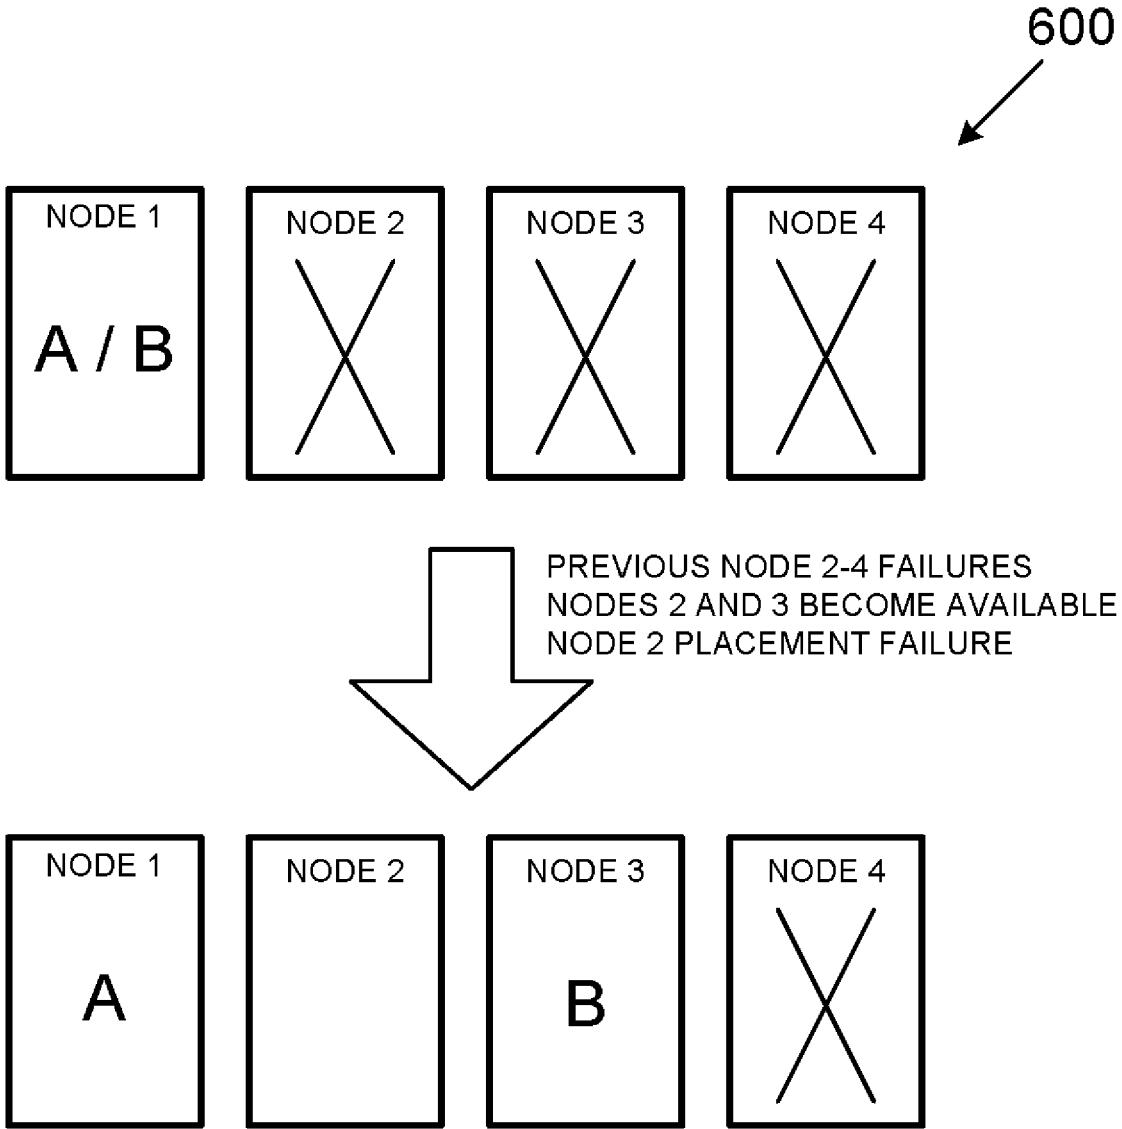 600
NODE 1
NODE 2
NODE 3
NODE 4
A / B
PREVIOUS NODE 2-4 FAILURES
NODES 2 AND 3 BECOME AVAILABLE
NODE 2 PLACEMENT FAILURE
NODE 1
NODE 2
NODE 3
NODE 4
A
B